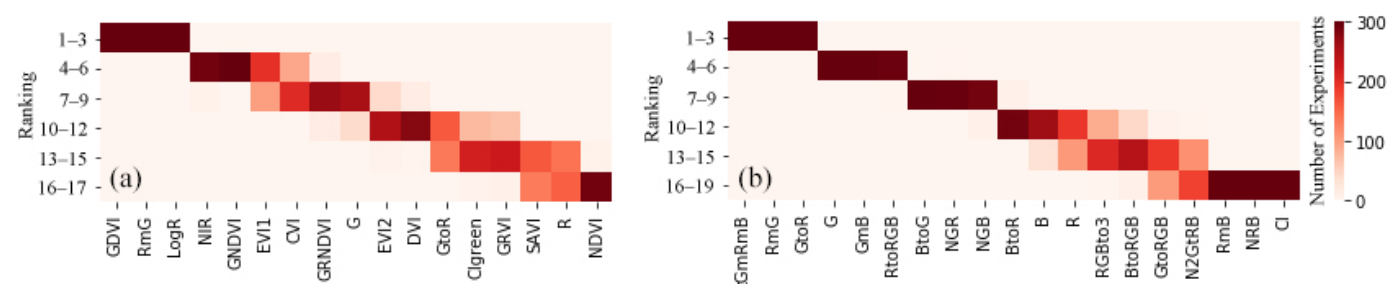 Ranking
1–3
4–6
7–9
10–12
13–15
16–17
(a)
GDVI
RmG
LogR
NIR
GNDVI
EVI1
CVI
GRNDVI
G
EVI2
DVI
GtoR
CIgreen
GRVI
SAVI
R
NDVI
Ranking
1–3
4–6
7–9
10–12
13–15
16–19
(b)
RmG
GtoR
G
GmB
RtoRGB
BtoG
NGR
NGB
BtoR
B
R
RGBto3
BtoRGB
GtoRGB
N2GtRB
RmB
NRB
CI
Number of Experiments
300
200
100
0